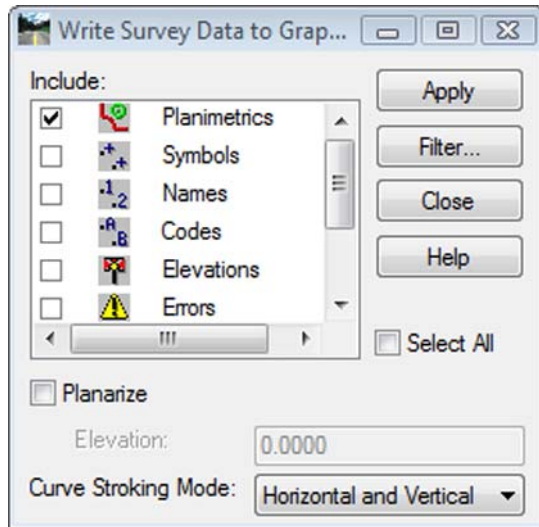 Write Survey Data to Grap...
Include:
Planimetrics
Symbols
Names
Codes
Elevations
Errors
Apply
Filter...
Close
Help
Select All
Planarize
Elevation: 0.0000
Curve Stroking Mode: Horizontal and Vertical